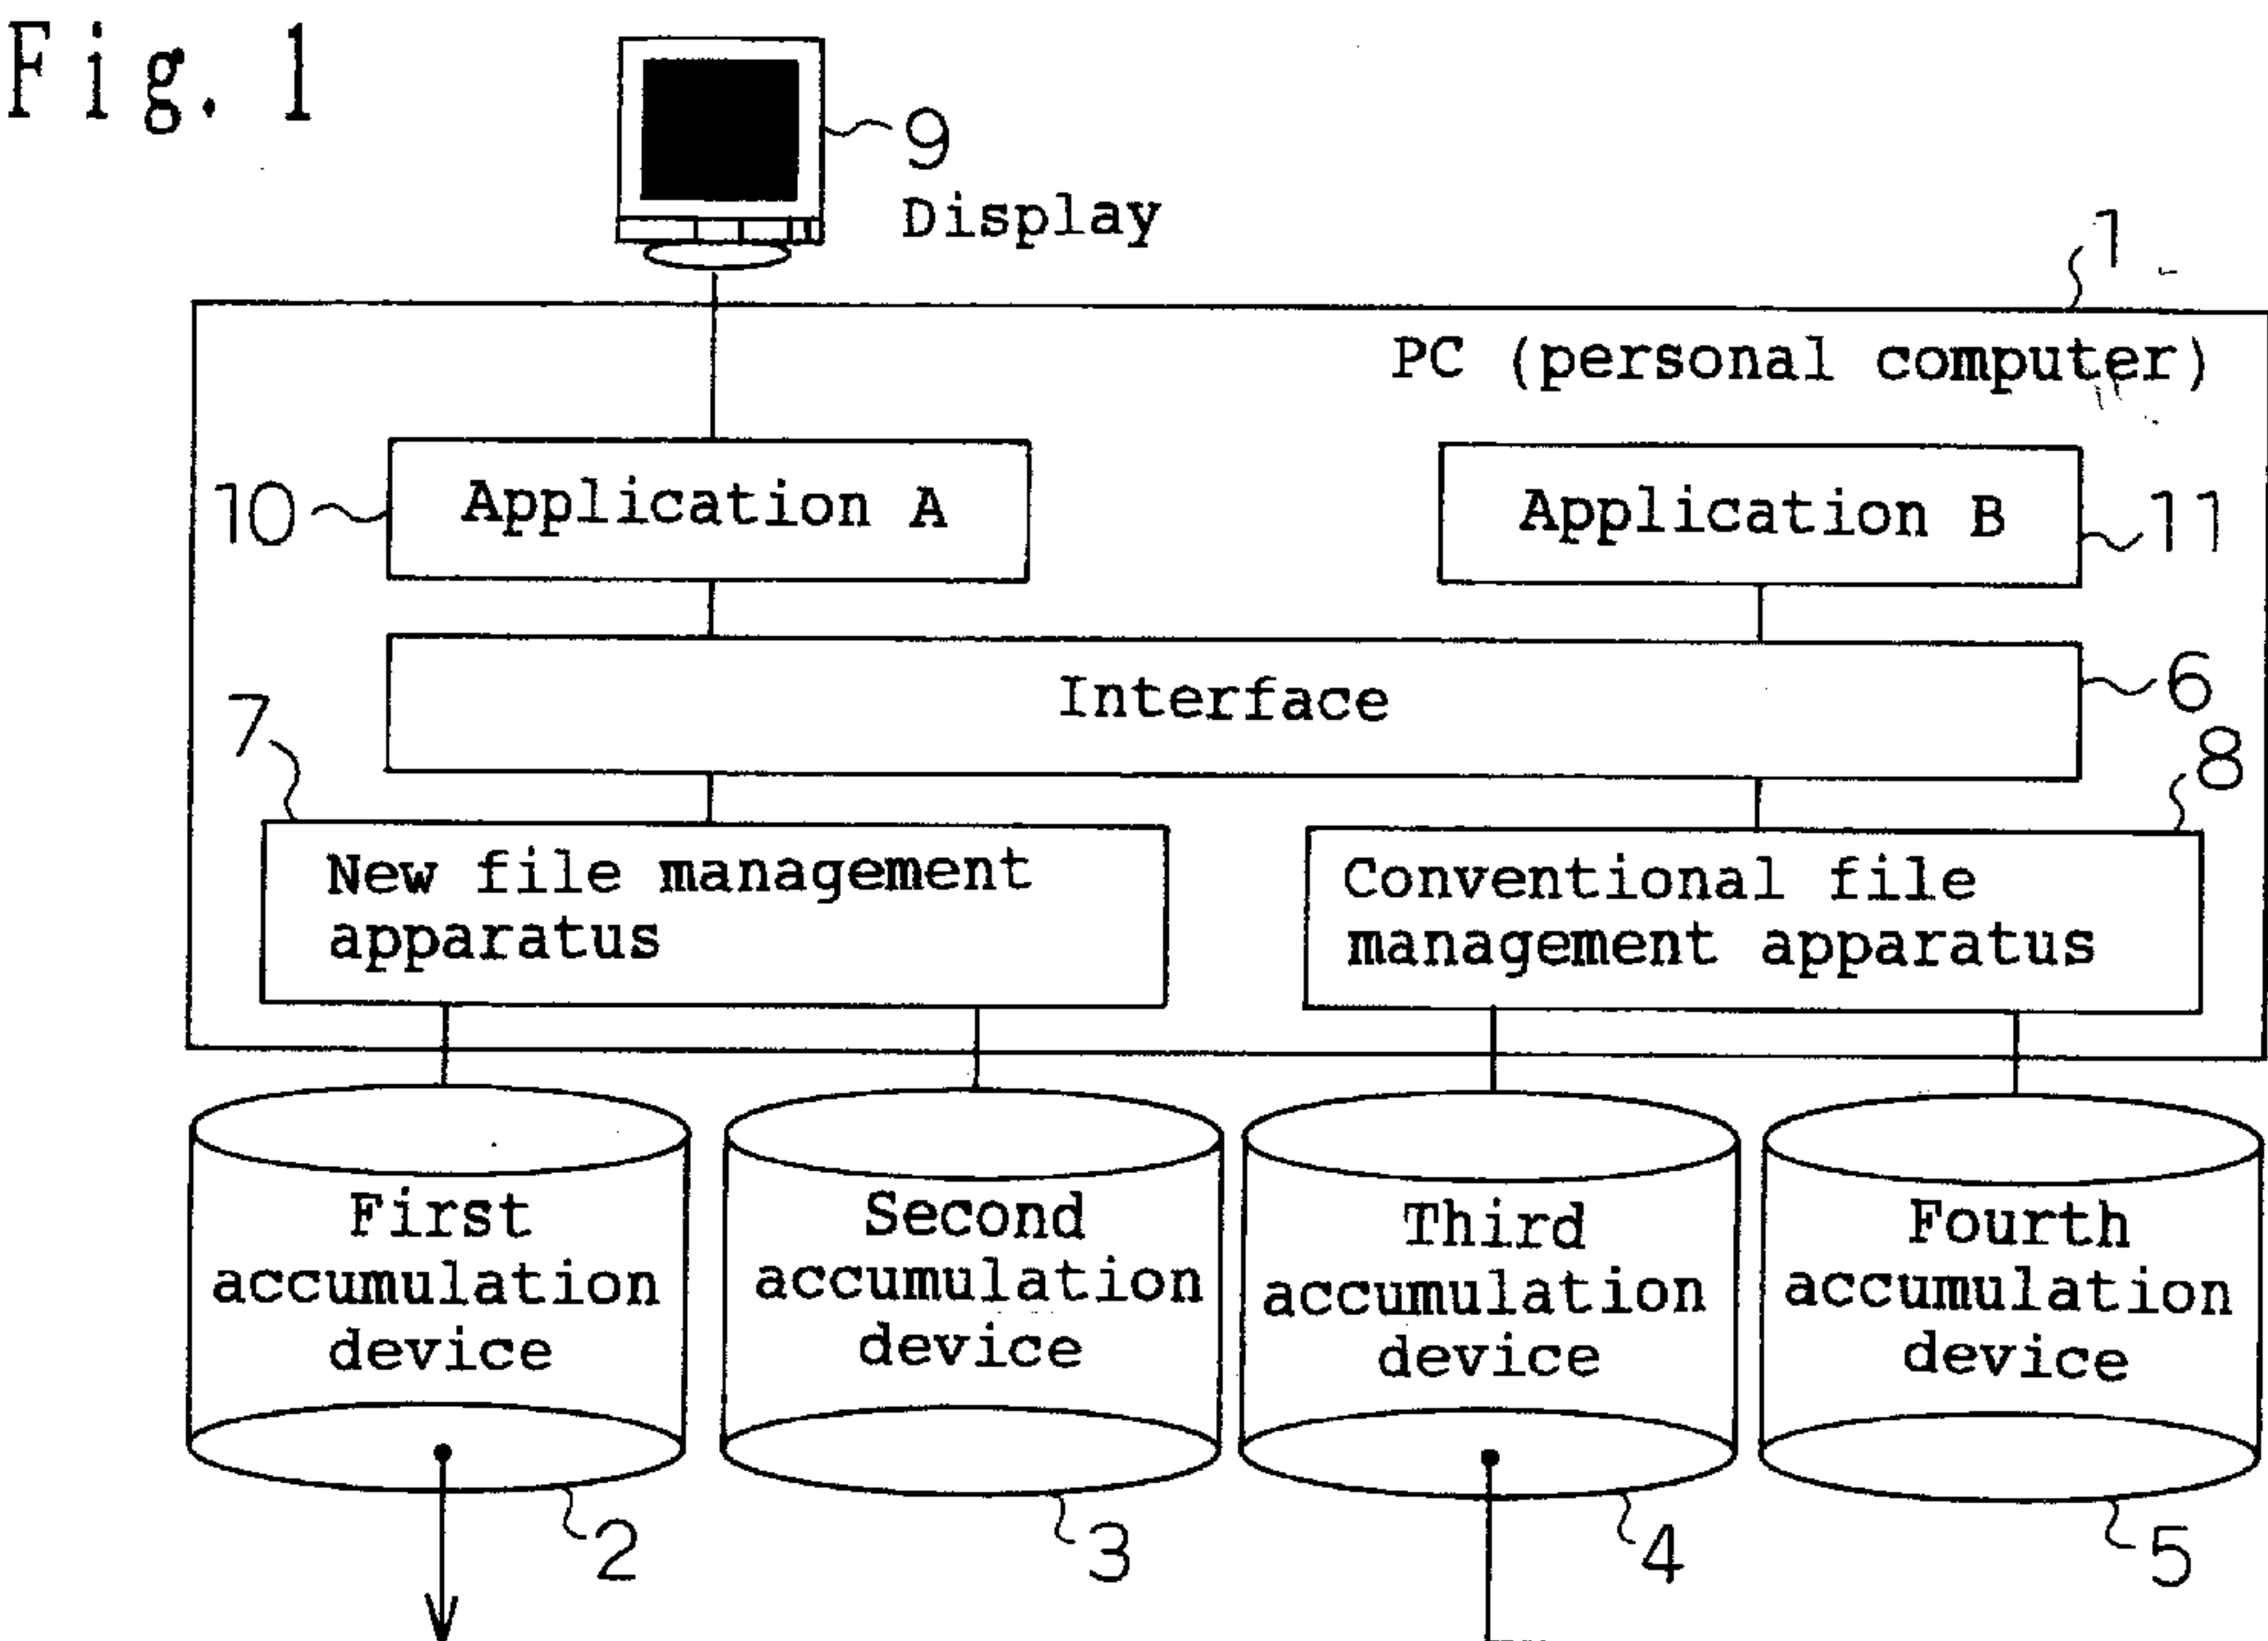 Fig. 1
9
Display
1
PC (personal computer)
10
Application A
Application B
11
Interface
6
7
8
New file management
apparatus
Conventional file
management apparatus
First
accumulation
device
Second
accumulation
device
Third
accumulation
device
Fourth
accumulation
device
2
3
4
5